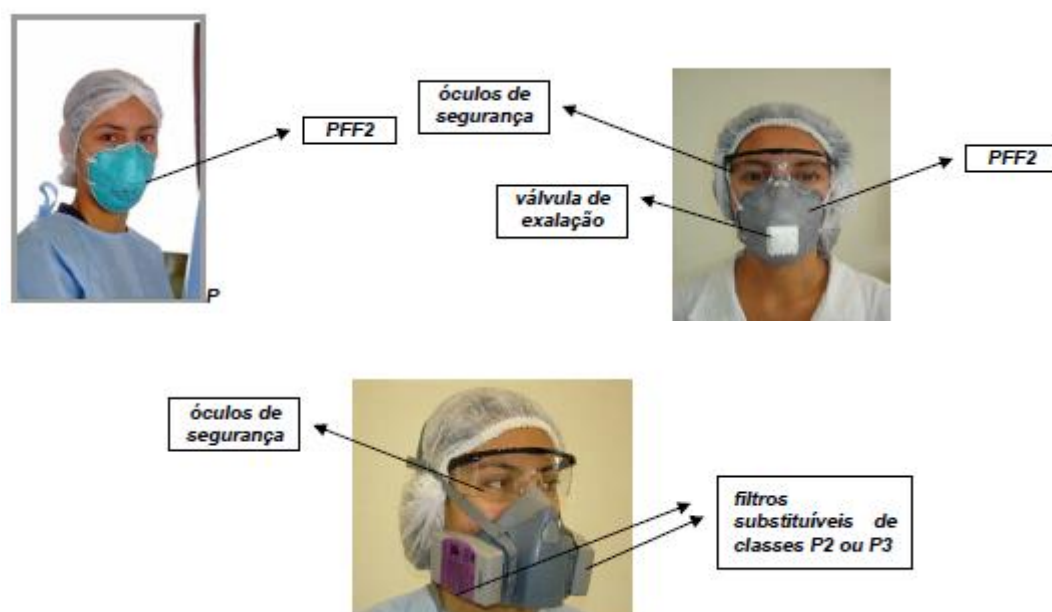 PFF2
óculos de
segurança
válvula de
exalação
PFF2
P
óculos de
segurança
filtros
substituíveis de
classes P2 ou P3